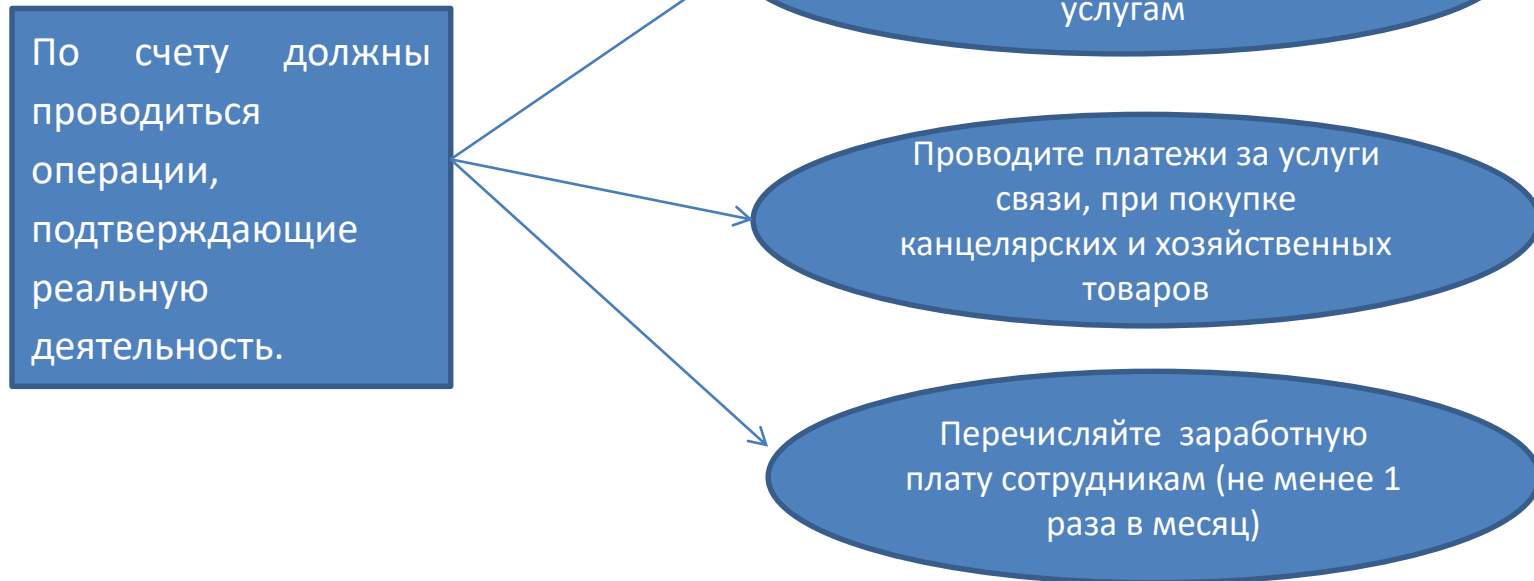 услугам
По счету должны
проводиться
операции,
подтверждающие
реальную
деятельность.
Проводите платежи за услуги
связи, при покупке
канцелярских и хозяйственных
товаров
Перечисляйте заработную
плату сотрудникам (не менее 1
раза в месяц)